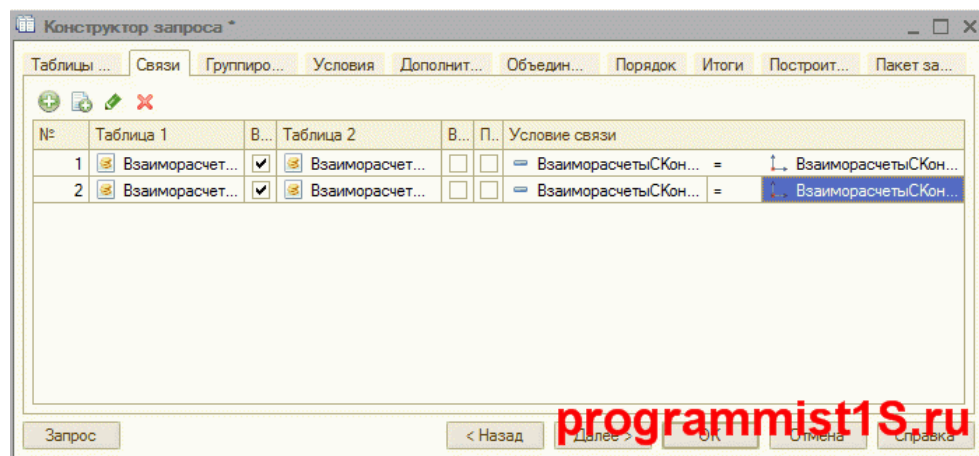 Конструктор запроса *
Таблицы ... Связи Группиро... Условия Дополнит... Объедин... Порядок Итоги Построит... Пакет за...
№ Таблица 1 В... Таблица 2 В... П.. Условие связи
1 Взаиморасчет... Взаиморасчет... ВзаиморасчетыСКон... = ВзаиморасчетыСКон...
2 Взаиморасчет... Взаиморасчет... ВзаиморасчетыСКон... = ВзаиморасчетыСКон...
Запрос < Назад Далее > ОК Отмена Справка
programmist1S.ru